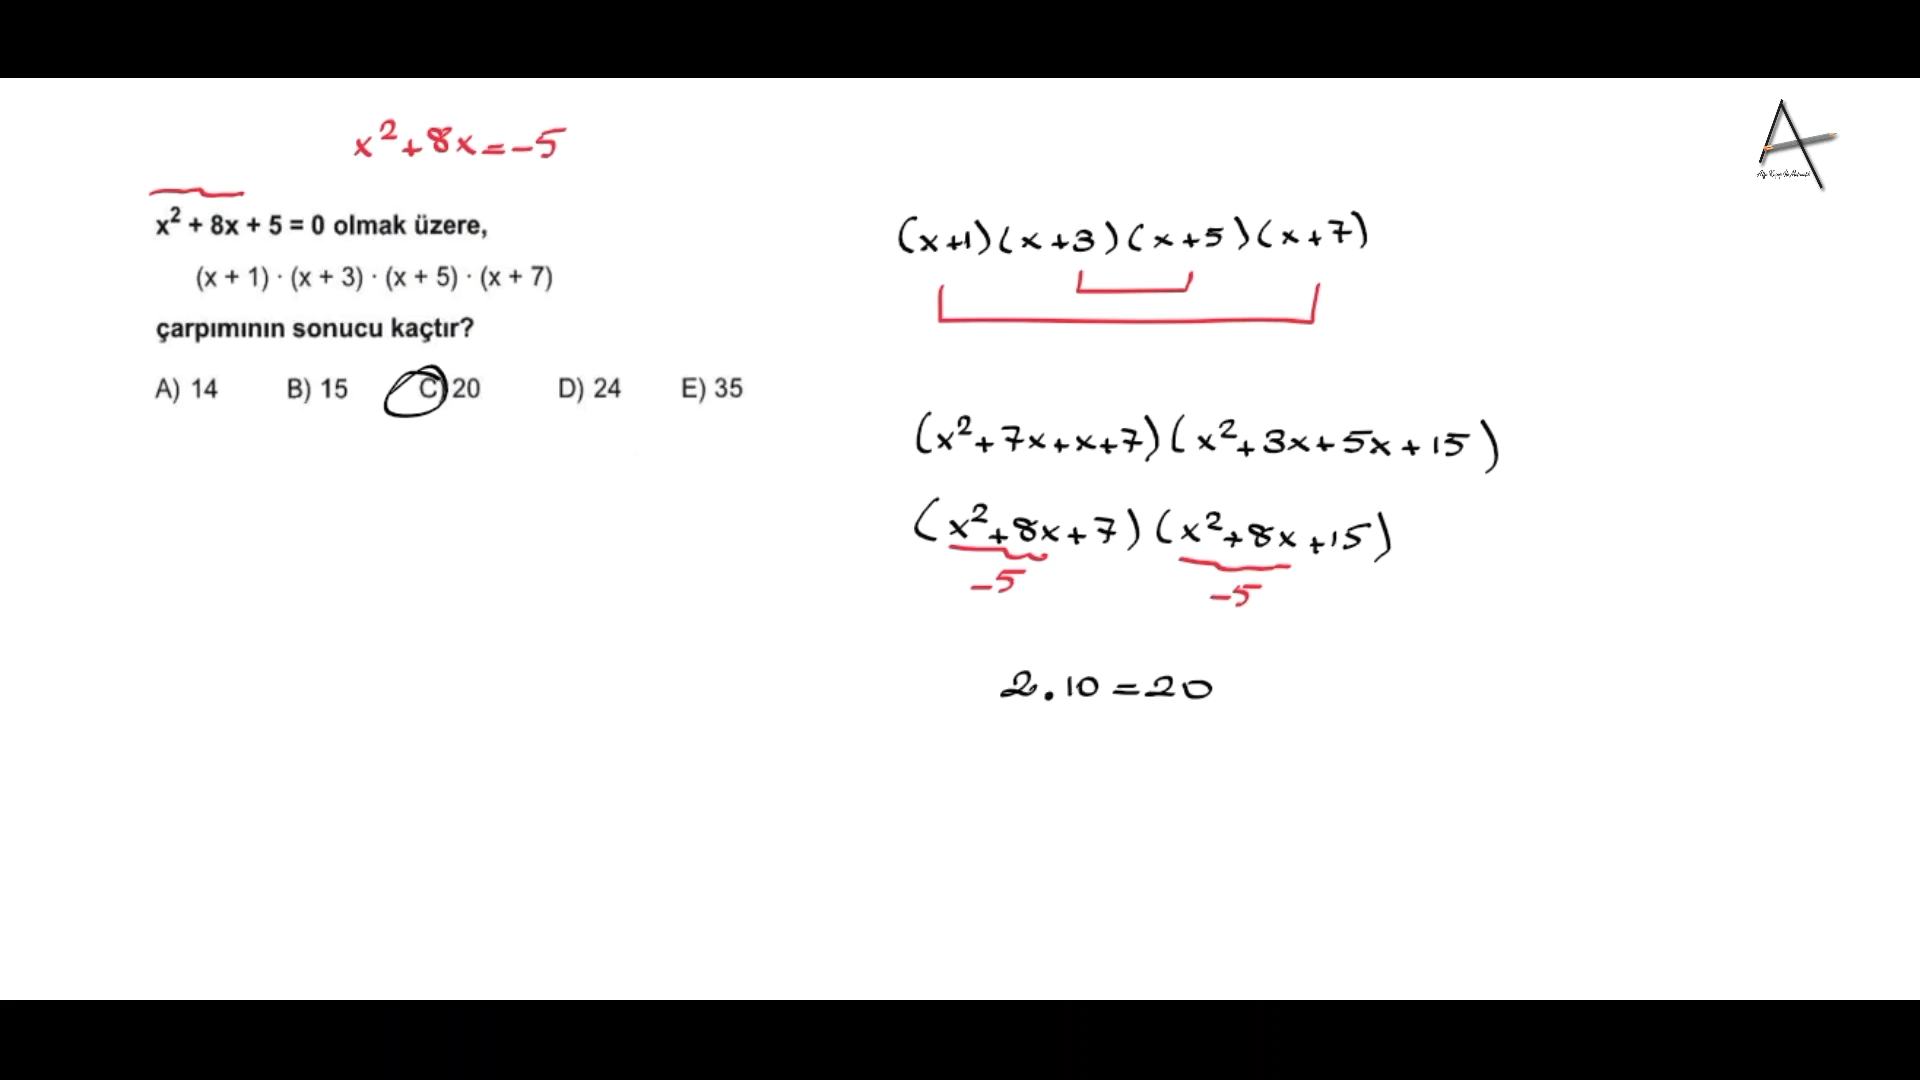 x² + 8x = -5
x² + 8x + 5 = 0 olmak üzere,
(x + 1) · (x + 3) · (x + 5) · (x + 7)
çarpımının sonucu kaçtır?
A) 14 B) 15 C) 20 D) 24 E) 35
(x+1)(x+3)(x+5)(x+7)
(x²+7x+x+7)(x²+3x+5x+15)
(x²+8x+7)(x²+8x+15)
-5 -5
2.10=20